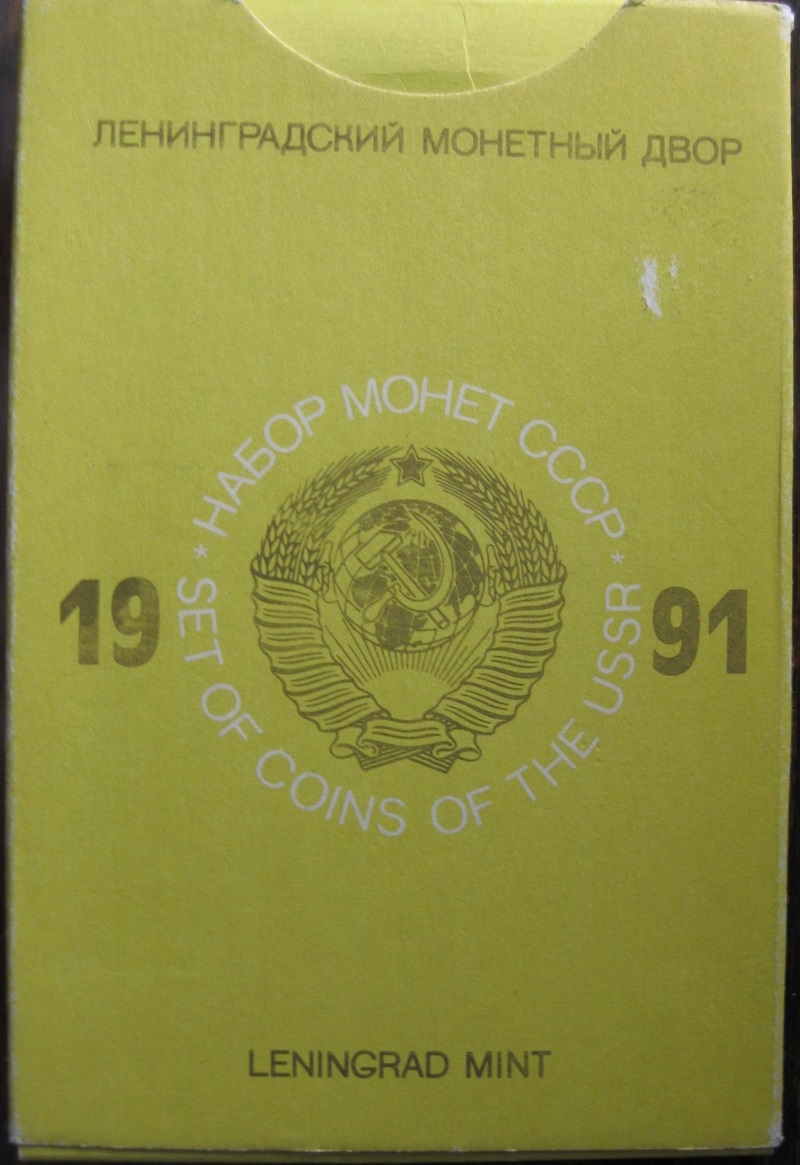 ЛЕНИНГРАДСКИЙ МОНЕТНЫЙ ДВОР
* НАБОР МОНЕТ СССР *
19 91
SET OF COINS OF THE USSR
LENINGRAD MINT